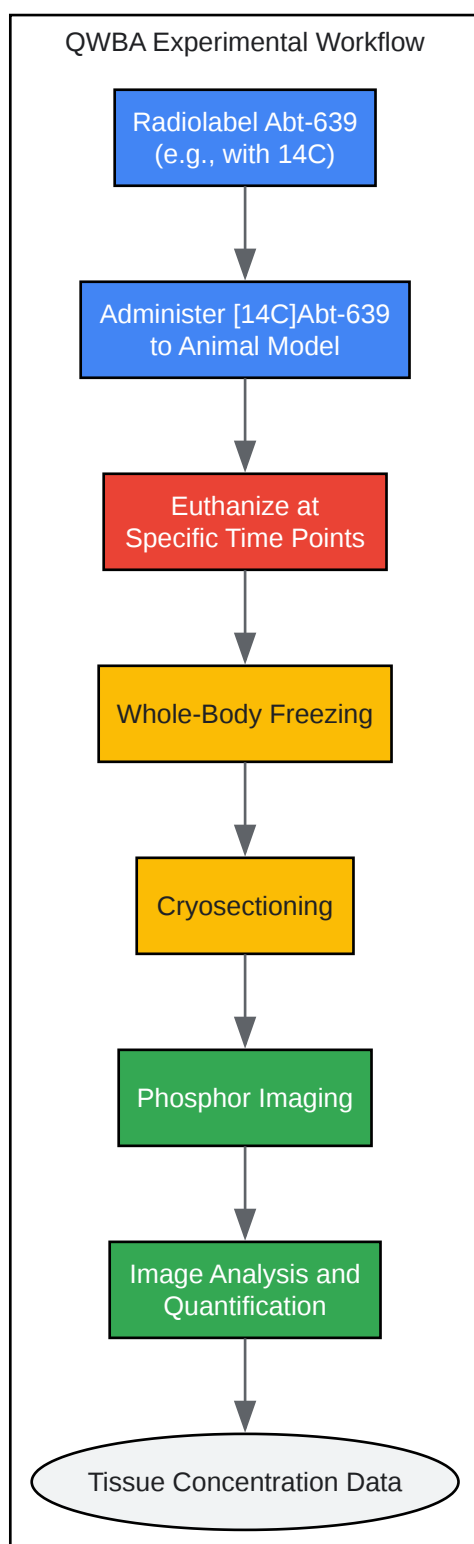 QWBA Experimental Workflow
Radiolabel Abt-639
(e.g., with 14C)
Administer [14C]Abt-639
to Animal Model
Euthanize at
Specific Time Points
Whole-Body Freezing
Cryosectioning
Phosphor Imaging
Image Analysis and
Quantification
Tissue Concentration Data